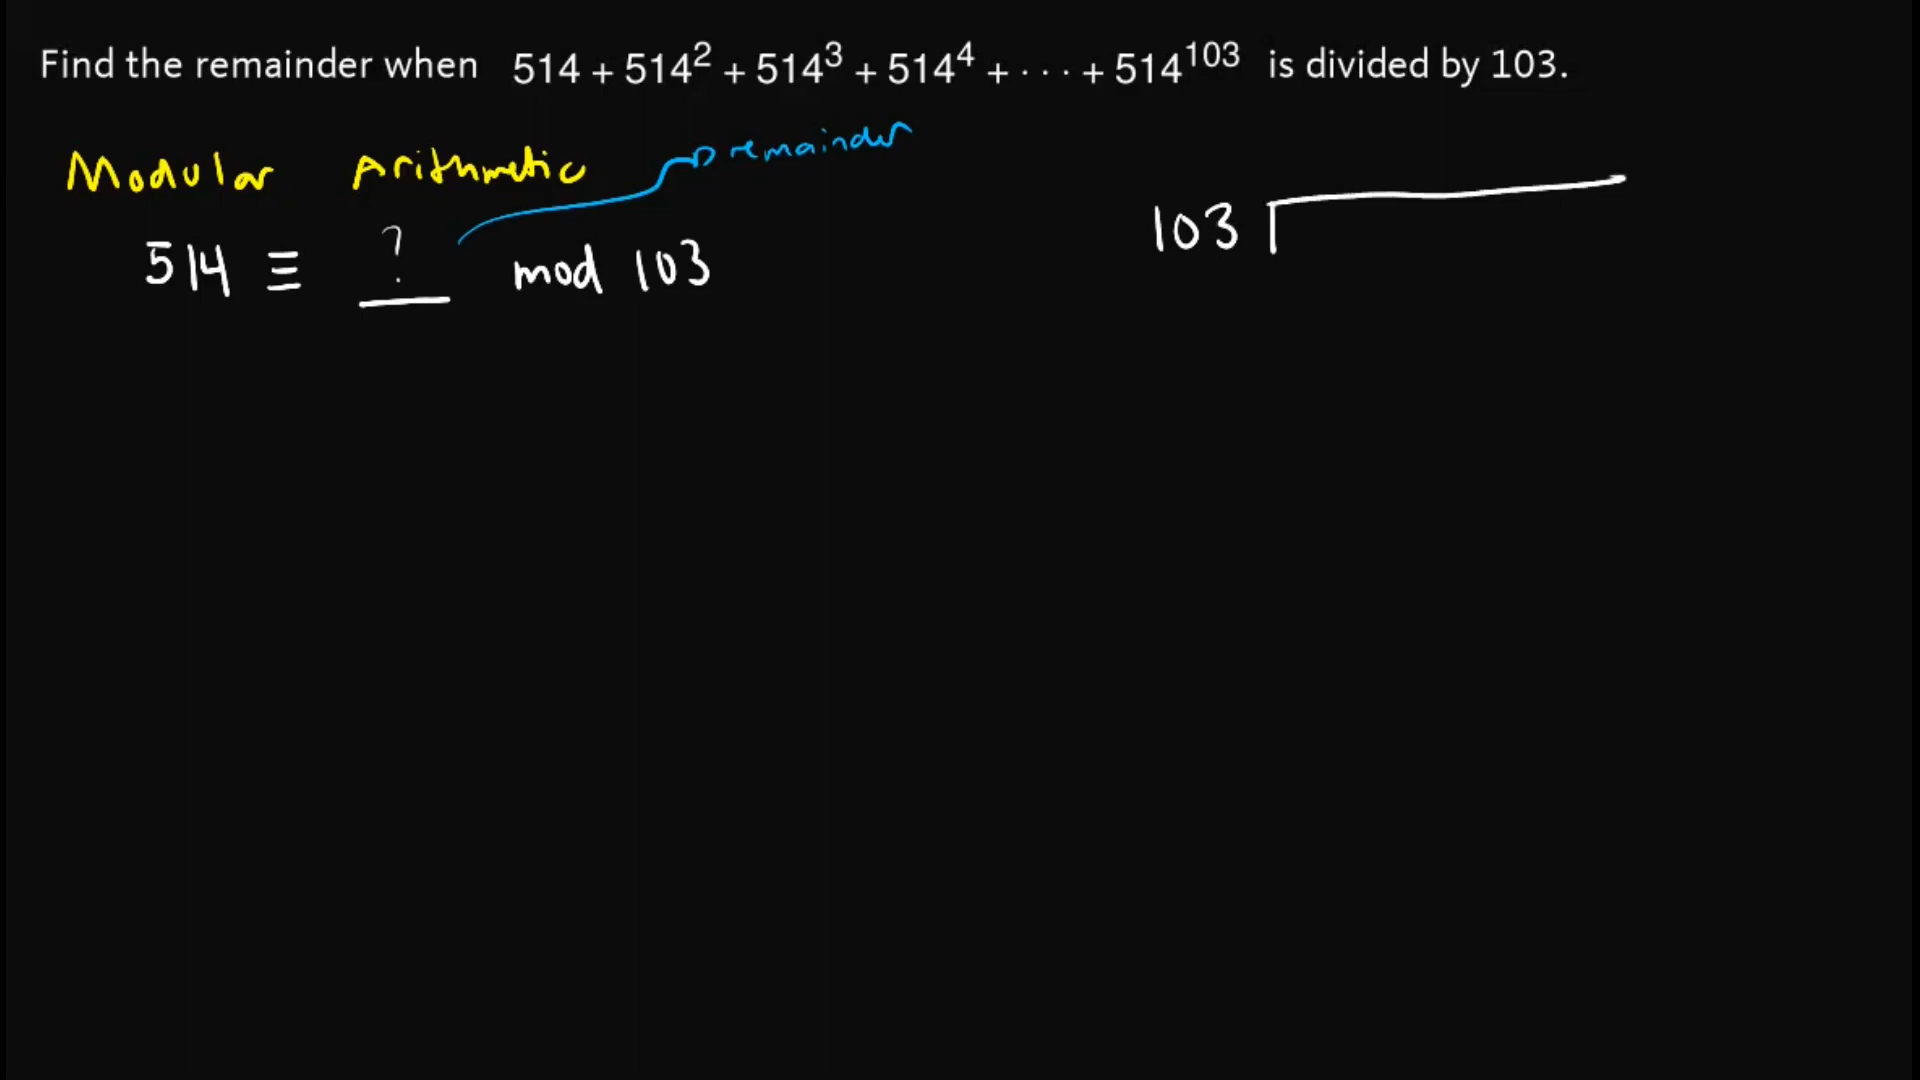 Find the remainder when 514 + 514² + 514³ + 514⁴ + · · · + 514¹⁰³ is divided by 103.
Modular Arithmetic remainder
514 ≡ ? mod 103
103